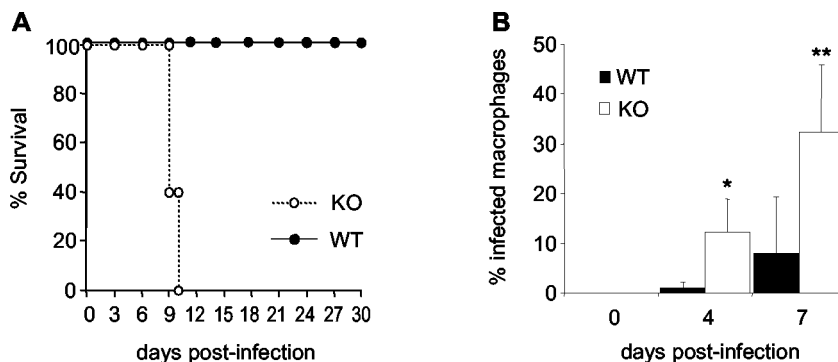 A
% Survival
100
80
60
40
20
0
KO
WT
0 3 6 9 12 15 18 21 24 27 30
days post-infection
B
% infected macrophages
50
40
30
20
10
0
WT
KO
*
**
0 4 7
days post-infection